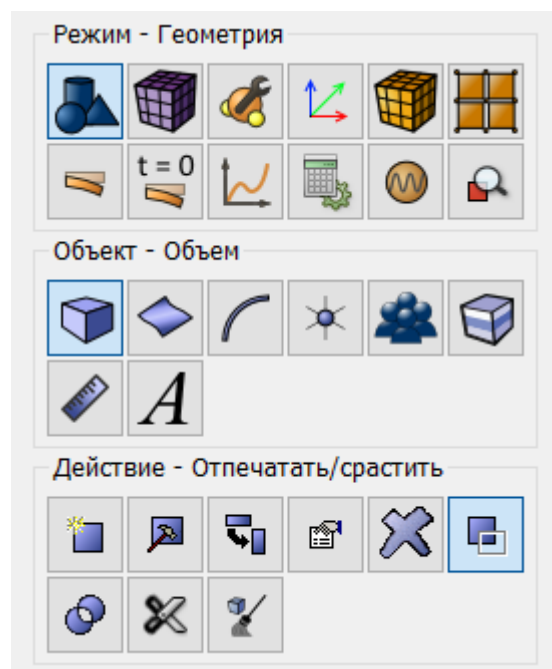 Режим - Геометрия
t = 0
Объект - Объем
A
Действие - Отпечатать/срастить